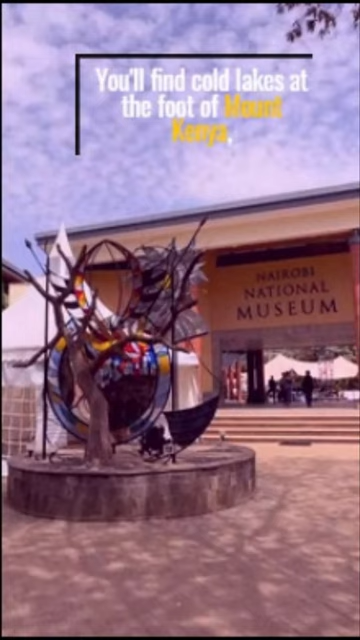 You'll find cold lakes at
the foot of Mount
Kenya,
NAIROBI
NATIONAL
MUSEUM